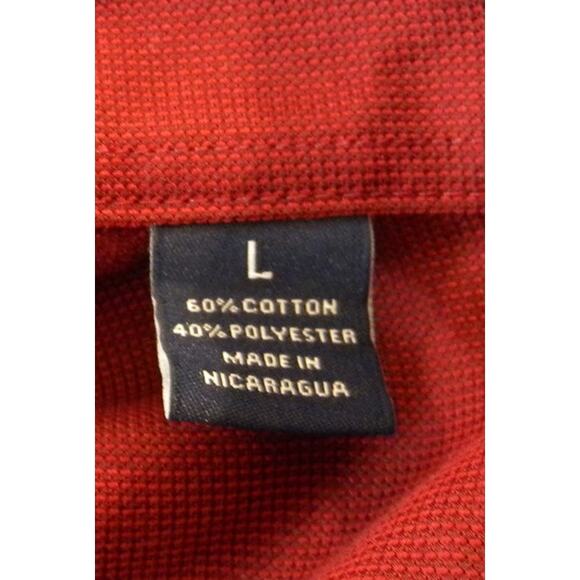 L
60% COTTON
40% POLYESTER
MADE IN
NICARAGUA